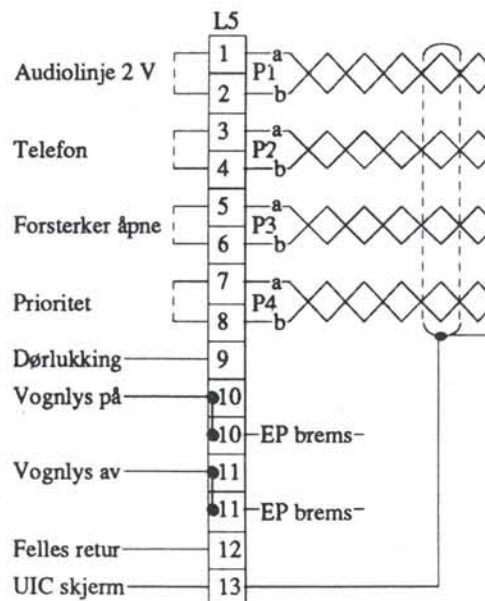 L5
1 a
Audiolinje 2 V P1
2 b
3 a
Telefon P2
4 b
5 a
Forsterker åpne P3
6 b
7 a
Prioritet P4
8 b
Dørlukking 9
Vognlys på 10
10 EP brems
Vognlys av 11
11 EP brems
Felles retur 12
UIC skjerm 13